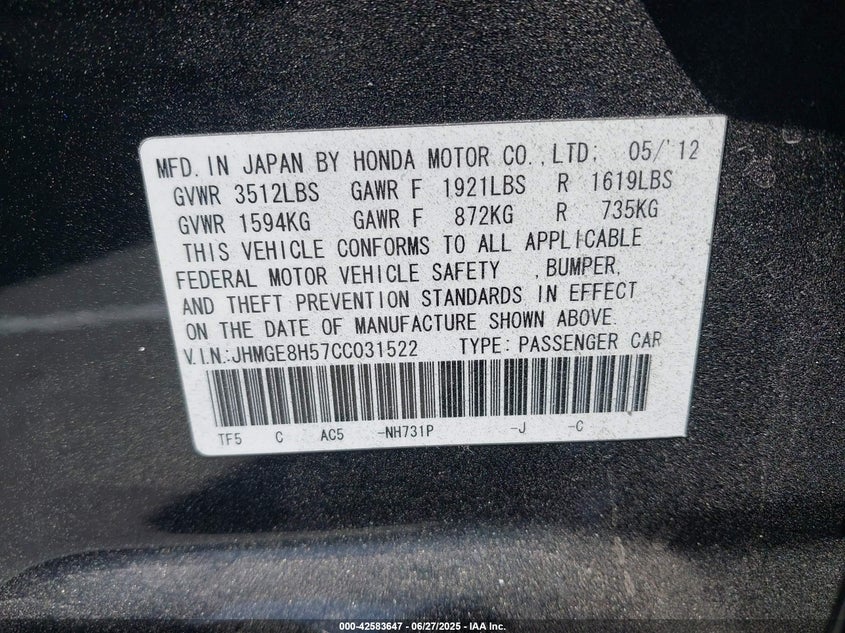 MFD. IN JAPAN BY HONDA MOTOR CO., LTD. 05/'12
GVWR 3512LBS GAWR F 1921LBS R 1619LBS
GVWR 1594KG GAWR F 872KG R 735KG
THIS VEHICLE CONFORMS TO ALL APPLICABLE
FEDERAL MOTOR VEHICLE SAFETY , BUMPER,
AND THEFT PREVENTION STANDARDS IN EFFECT
ON THE DATE OF MANUFACTURE SHOWN ABOVE.
V.I.N.:JHMGE8H57CC031522 TYPE: PASSENGER CAR
TF5 C AC5 -NH731P -J -C
000-42583647 - 06/27/2025 - IAA Inc.